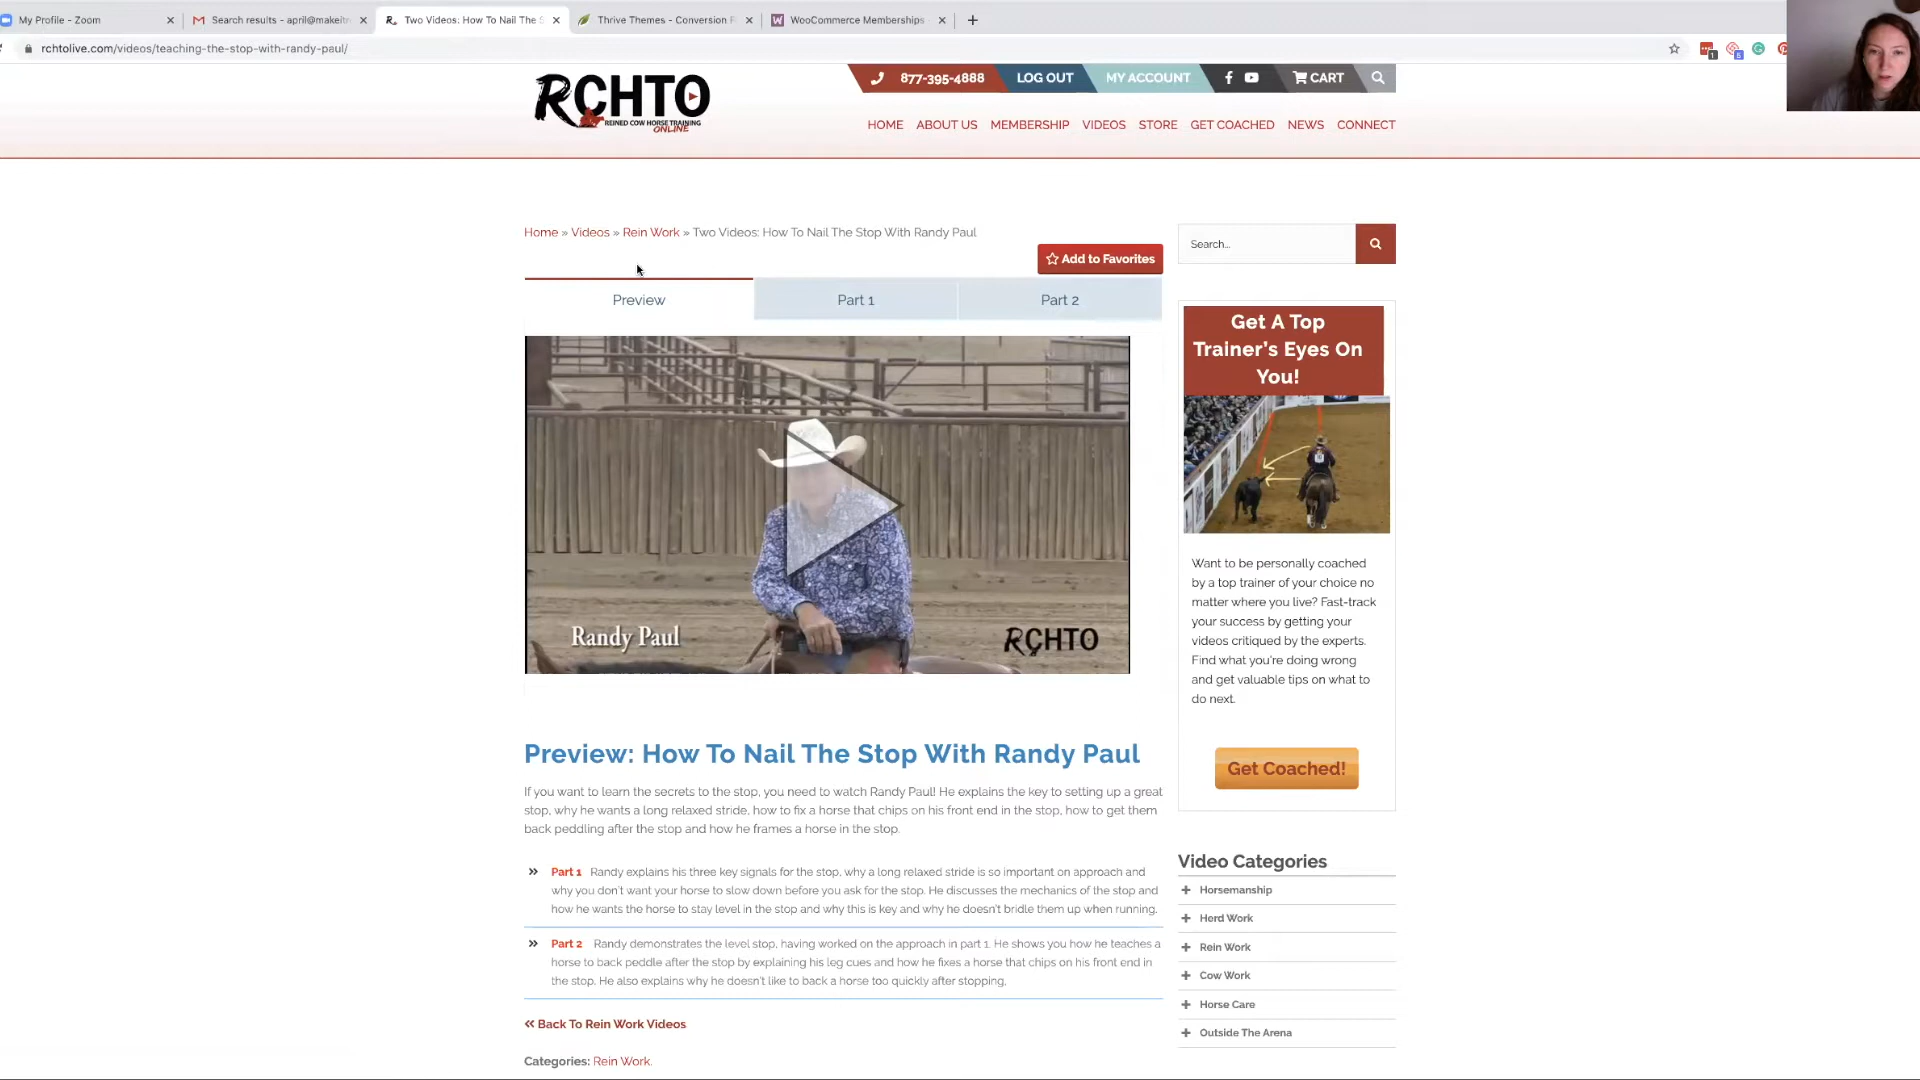 My Profile - Zoom
Search results - april@makeitr
Two Videos: How To Nail The S
Thrive Themes - Conversion F
WooCommerce Memberships
rchtolive.com/videos/teaching-the-stop-with-randy-paul/
RCHTO
REINED COW HORSE TRAINING
ONLINE
877-395-4888
LOG OUT
MY ACCOUNT
CART
HOME ABOUT US MEMBERSHIP VIDEOS STORE GET COACHED NEWS CONNECT
Home » Videos » Rein Work » Two Videos: How To Nail The Stop With Randy Paul
Add to Favorites
Preview
Part 1
Part 2
Randy Paul
RCHTO
Preview: How To Nail The Stop With Randy Paul
If you want to learn the secrets to the stop, you need to watch Randy Paul! He explains the key to setting up a great
stop, why he wants a long relaxed stride, how to fix a horse that chips on his front end in the stop, how to get them
back peddling after the stop and how he frames a horse in the stop.
» Part 1 Randy explains his three key signals for the stop, why a long relaxed stride is so important on approach and
why you don't want your horse to slow down before you ask for the stop. He discusses the mechanics of the stop and
how he wants the horse to stay level in the stop and why this is key and why he doesn't bridle them up when running.
» Part 2 Randy demonstrates the level stop, having worked on the approach in part 1. He shows you how he teaches a
horse to back peddle after the stop by explaining his leg cues and how he fixes a horse that chips on his front end in
the stop. He also explains why he doesn't like to back a horse too quickly after stopping.
« Back To Rein Work Videos
Categories: Rein Work.
Search...
Get A Top
Trainer's Eyes On
You!
Want to be personally coached
by a top trainer of your choice no
matter where you live? Fast-track
your success by getting your
videos critiqued by the experts.
Find what you're doing wrong
and get valuable tips on what to
do next.
Get Coached!
Video Categories
+ Horsemanship
+ Herd Work
+ Rein Work
+ Cow Work
+ Horse Care
+ Outside The Arena